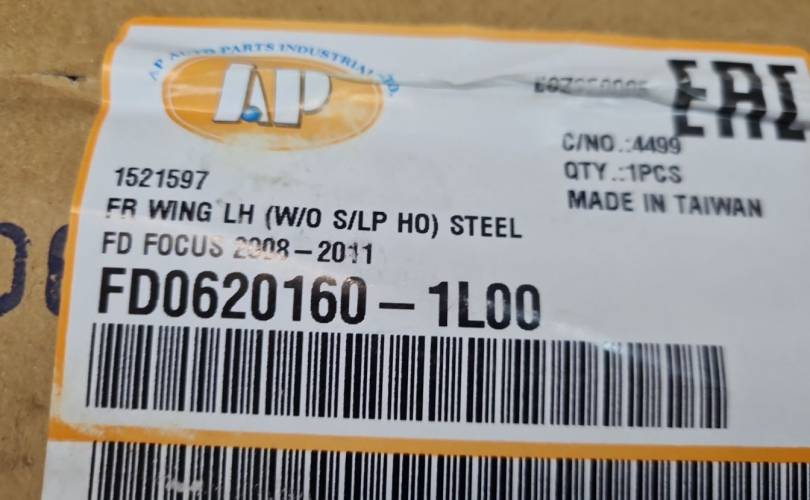 AP AUTO PARTS INDUSTRIAL CO.
AP
EAC
C/NO.:4499
QTY.:1PCS
MADE IN TAIWAN
1521597
FR WING LH (W/O S/LP HO) STEEL
FD FOCUS 2008-2011
FD0620160-1L00